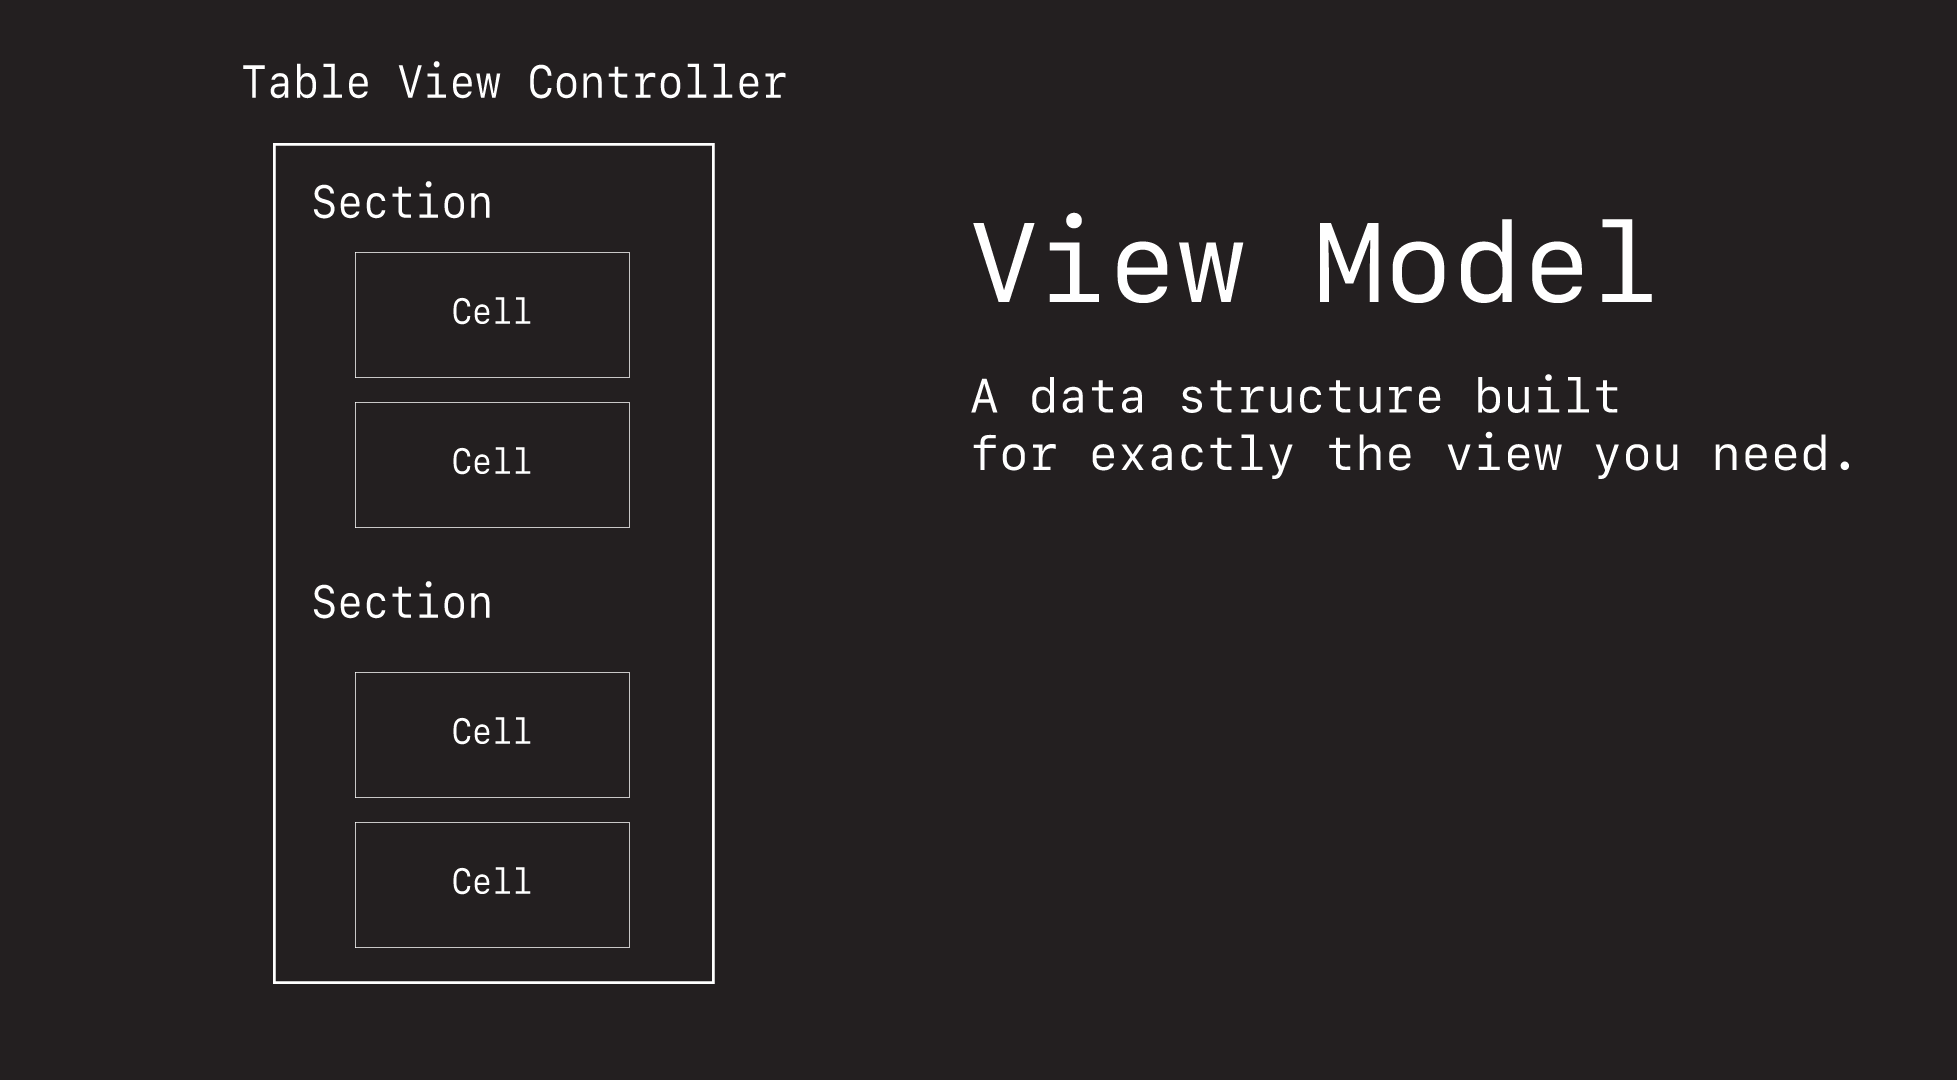 Table View Controller
Section
Cell
Cell
Section
Cell
Cell
View Model
A data structure built
for exactly the view you need.